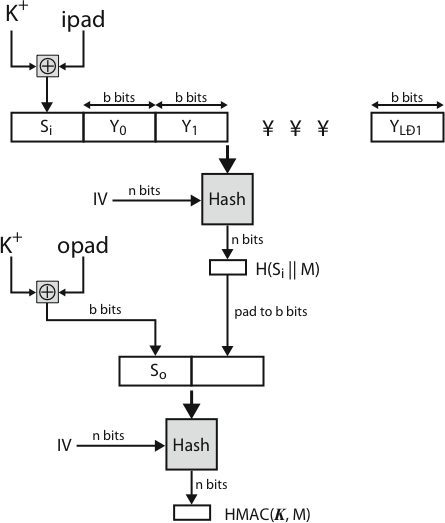 K+ ipad
⊕
b bits b bits b bits
Si Y0 Y1 ¥ ¥ ¥ YLÐ1
IV n bits Hash
n bits
K+ opad
H(Si || M)
⊕
b bits pad to b bits
So
IV n bits Hash
n bits
HMAC(K, M)